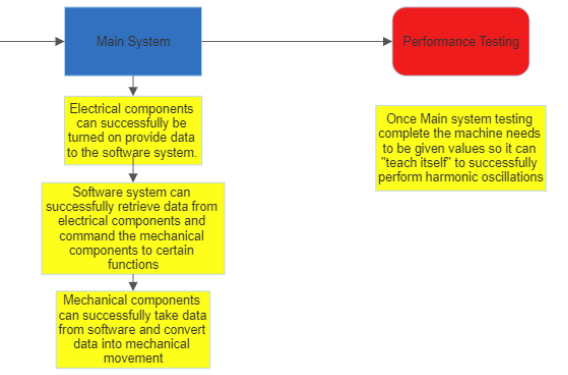 Main System
Performance Testing
Electrical components
can successfully be
turned on provide data
to the software system.
Once Main system testing
complete the machine needs
to be given values so it can
"teach itself" to successfully
perform harmonic oscillations
Software system can
successfully retrieve data from
electrical components and
command the mechanical
components to certain
functions
Mechanical components
can successfully take data
from software and convert
data into mechanical
movement